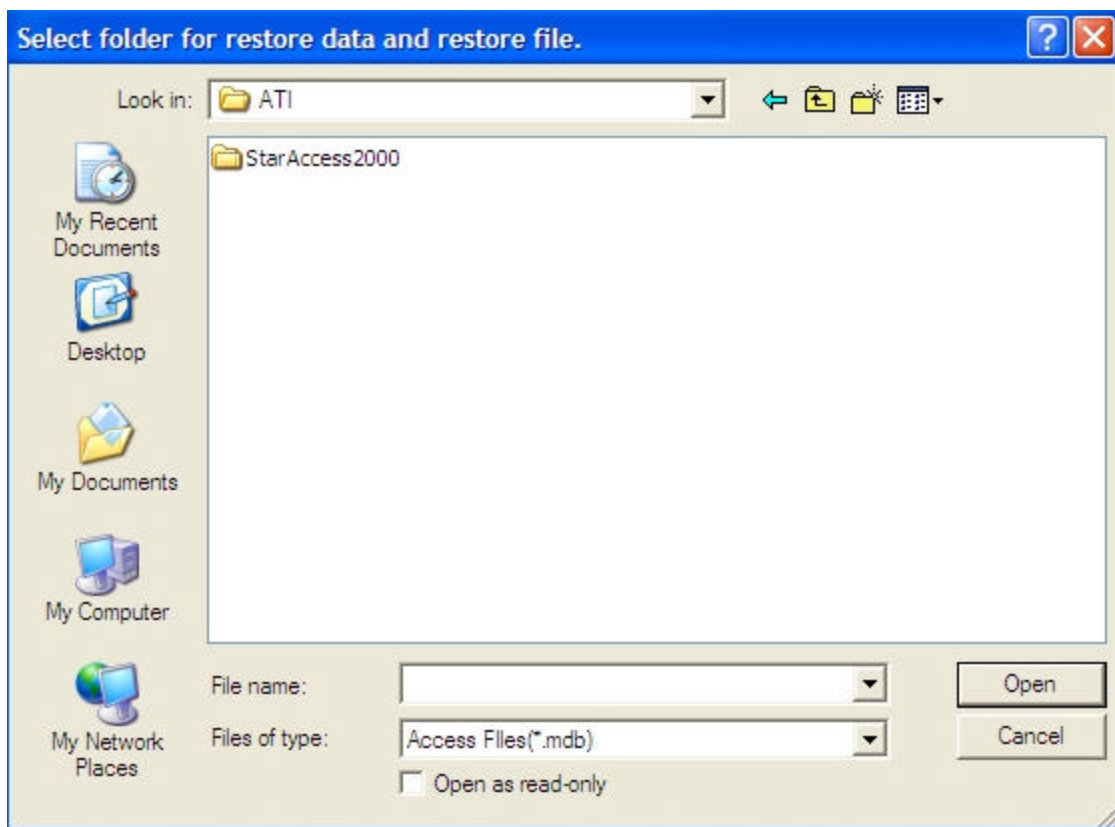 Select folder for restore data and restore file.
?
Look in:
ATI
StarAccess2000
My Recent
Documents
Desktop
My Documents
My Computer
My Network
Places
File name:
Open
Files of type:
Access FIles(*.mdb)
Cancel
Open as read-only